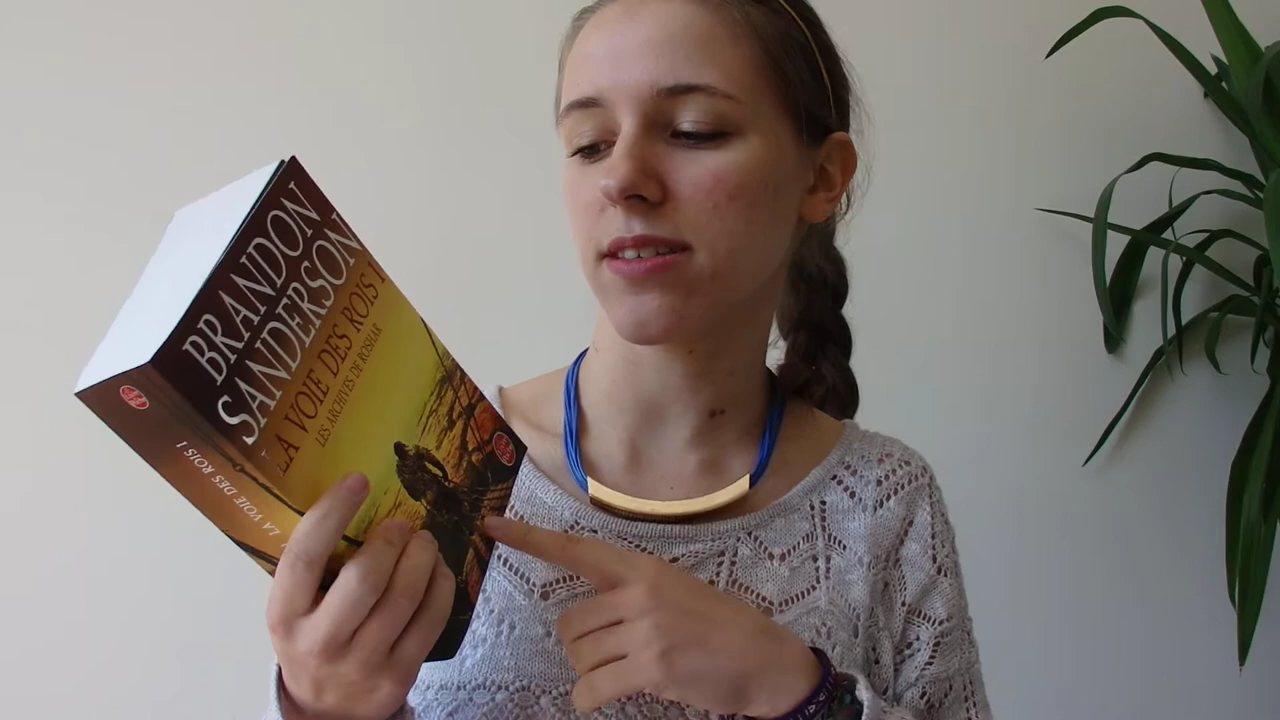 BRANDON
SANDERSON
LA VOIE DES ROIS 1
LES ARCHIVES DE ROSHAR
LA VOIE DES ROIS 1